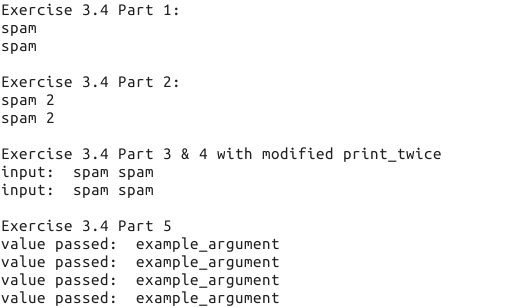 Exercise 3.4 Part 1:
spam
spam

Exercise 3.4 Part 2:
spam 2
spam 2

Exercise 3.4 Part 3 & 4 with modified print_twice
input:  spam spam
input:  spam spam

Exercise 3.4 Part 5
value passed:  example_argument
value passed:  example_argument
value passed:  example_argument
value passed:  example_argument